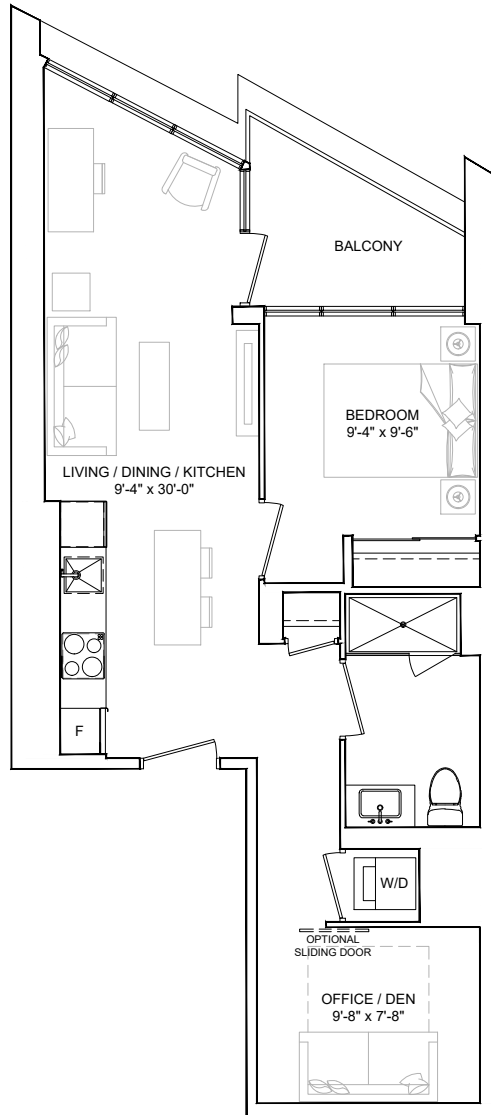 BALCONY
BEDROOM
9'-4" x 9'-6"
LIVING / DINING / KITCHEN
9'-4" x 30'-0"
F
W/D
OPTIONAL
SLIDING DOOR
OFFICE / DEN
9'-8" x 7'-8"